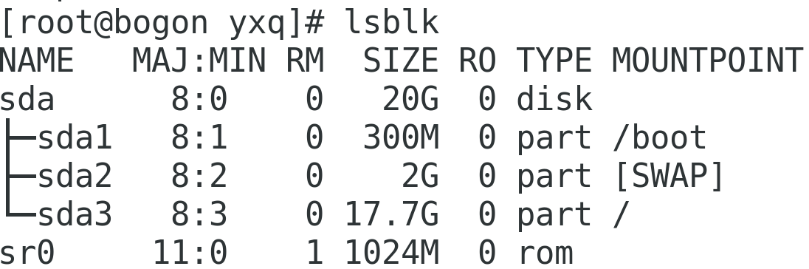 [root@bogon yxq]# lsblk
NAME   MAJ:MIN RM  SIZE RO TYPE MOUNTPOINT
sda      8:0    0   20G  0 disk
├─sda1   8:1    0  300M  0 part /boot
├─sda2   8:2    0    2G  0 part [SWAP]
└─sda3   8:3    0 17.7G  0 part /
sr0     11:0    1 1024M  0 rom